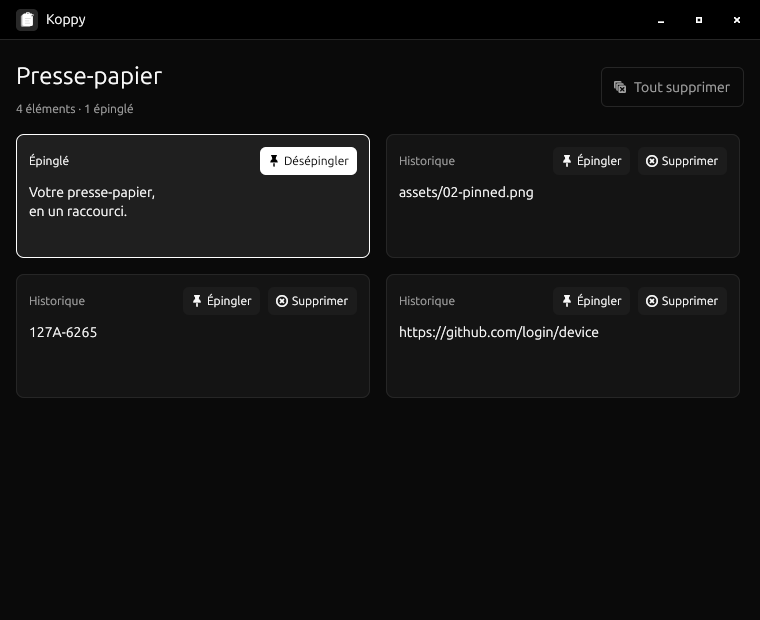 Koppy
Presse-papier
4 éléments · 1 épinglé
Tout supprimer
Épinglé
Désépingler
Votre presse-papier,
en un raccourci.
Historique
Épingler
Supprimer
assets/02-pinned.png
Historique
Épingler
Supprimer
127A-6265
Historique
Épingler
Supprimer
https://github.com/login/device